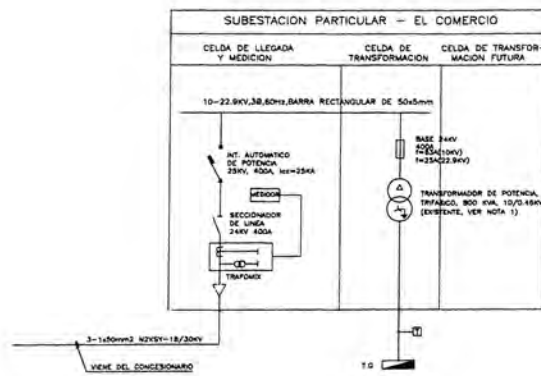 SUBESTACION PARTICULAR – EL COMERCIO
CELDA DE LLEGADA
Y MEDICION
CELDA DE
TRANSFORMACION
CELDA DE TRANSFOR-
MACION FUTURA
10–22.9KV,3Ø,60Hz,BARRA RECTANGULAR DE 50x5mm
INT. AUTOMATICO
DE POTENCIA
25KV, 400A, Icc=25KA
MEDIDOR
SECCIONADOR
DE LINEA
24KV 400A
TRAFOMIX
BASE 24KV
400A
f=63A(10KV)
f=25A(22.9KV)
TRANSFORMADOR DE POTENCIA,
TRIFASICO, 800 KVA, 10/0.46KV
(EXISTENTE, VER NOTA 1)
3–1x50mm2 N2XSY–18/30KV
VIENE DEL CONCESIONARIO
T
T.G